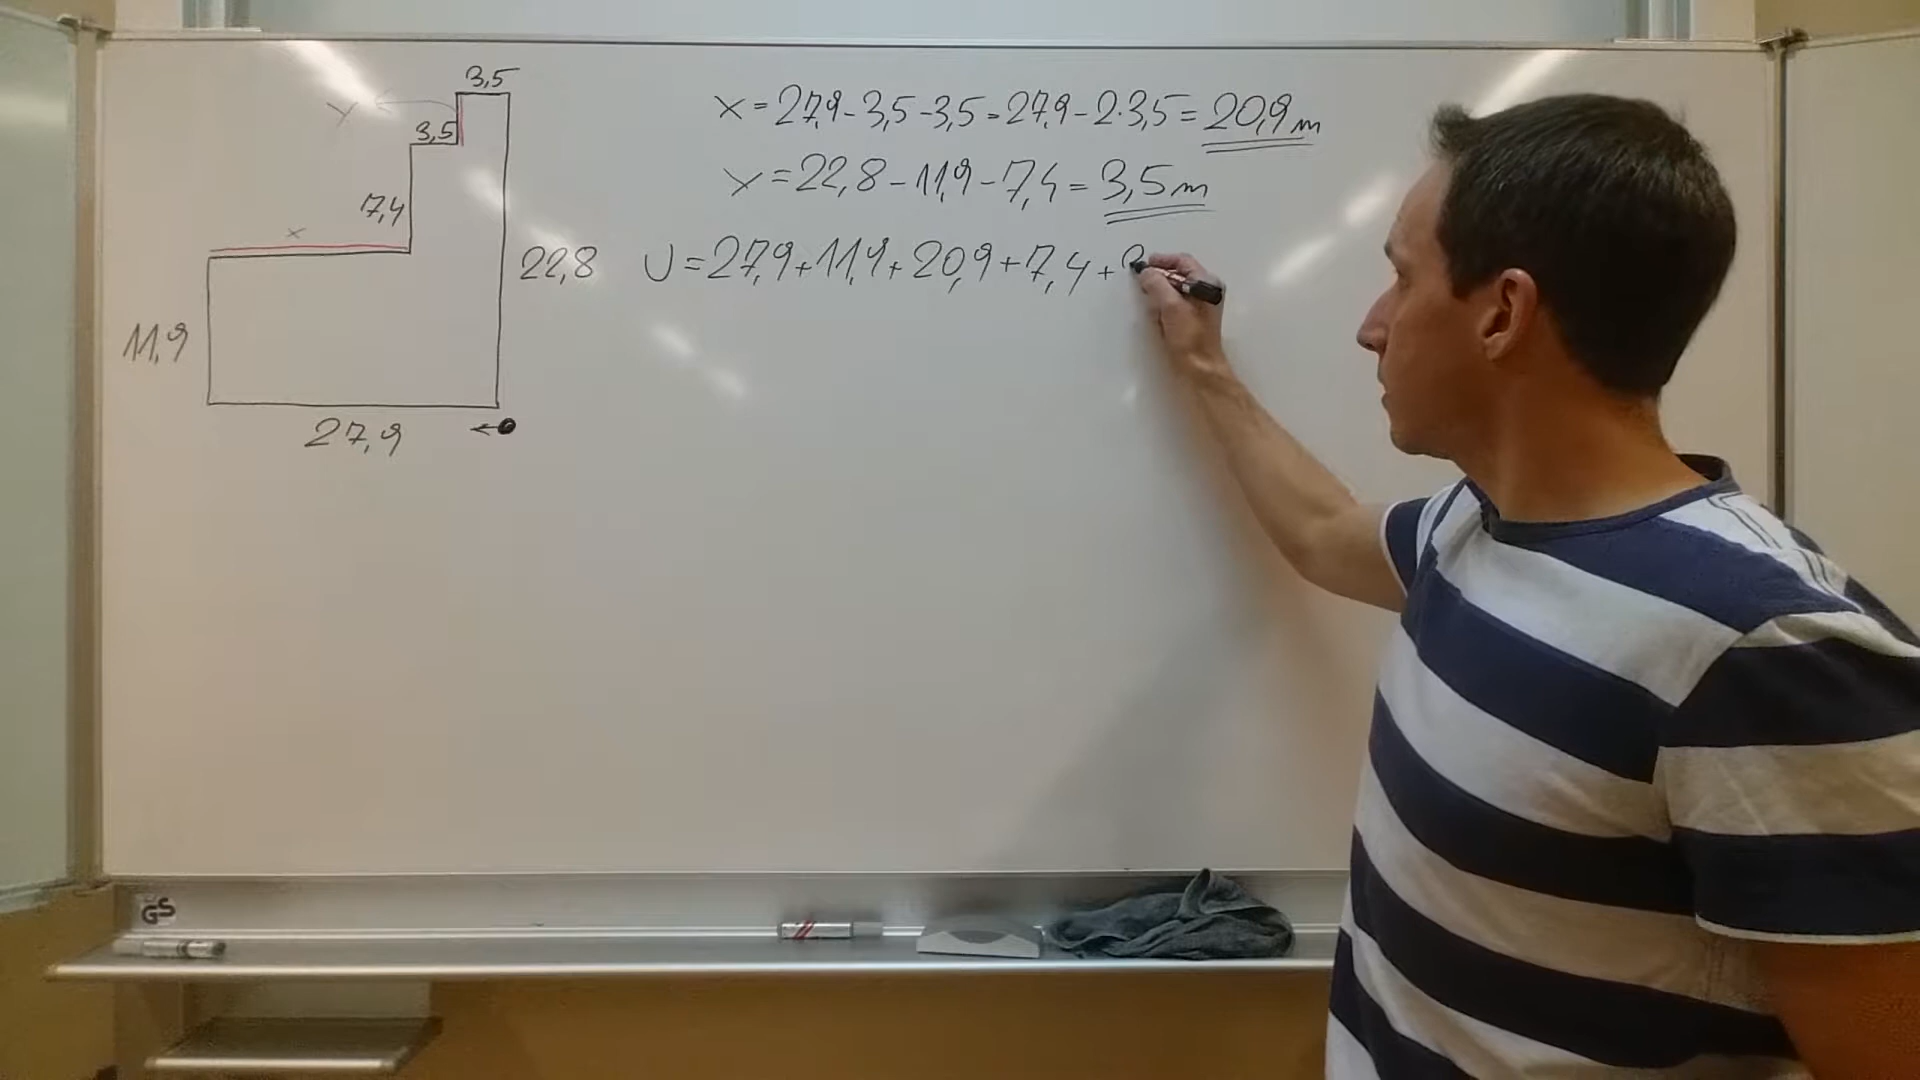 3,5
y
3,5
17,4
x
22,8
11,9
27,9
x = 27,9 - 3,5 - 3,5 = 27,9 - 2·3,5 = 20,9 m
y = 22,8 - 11,9 - 7,4 = 3,5 m
U = 27,9 + 11,9 + 20,9 + 7,4 +
GS